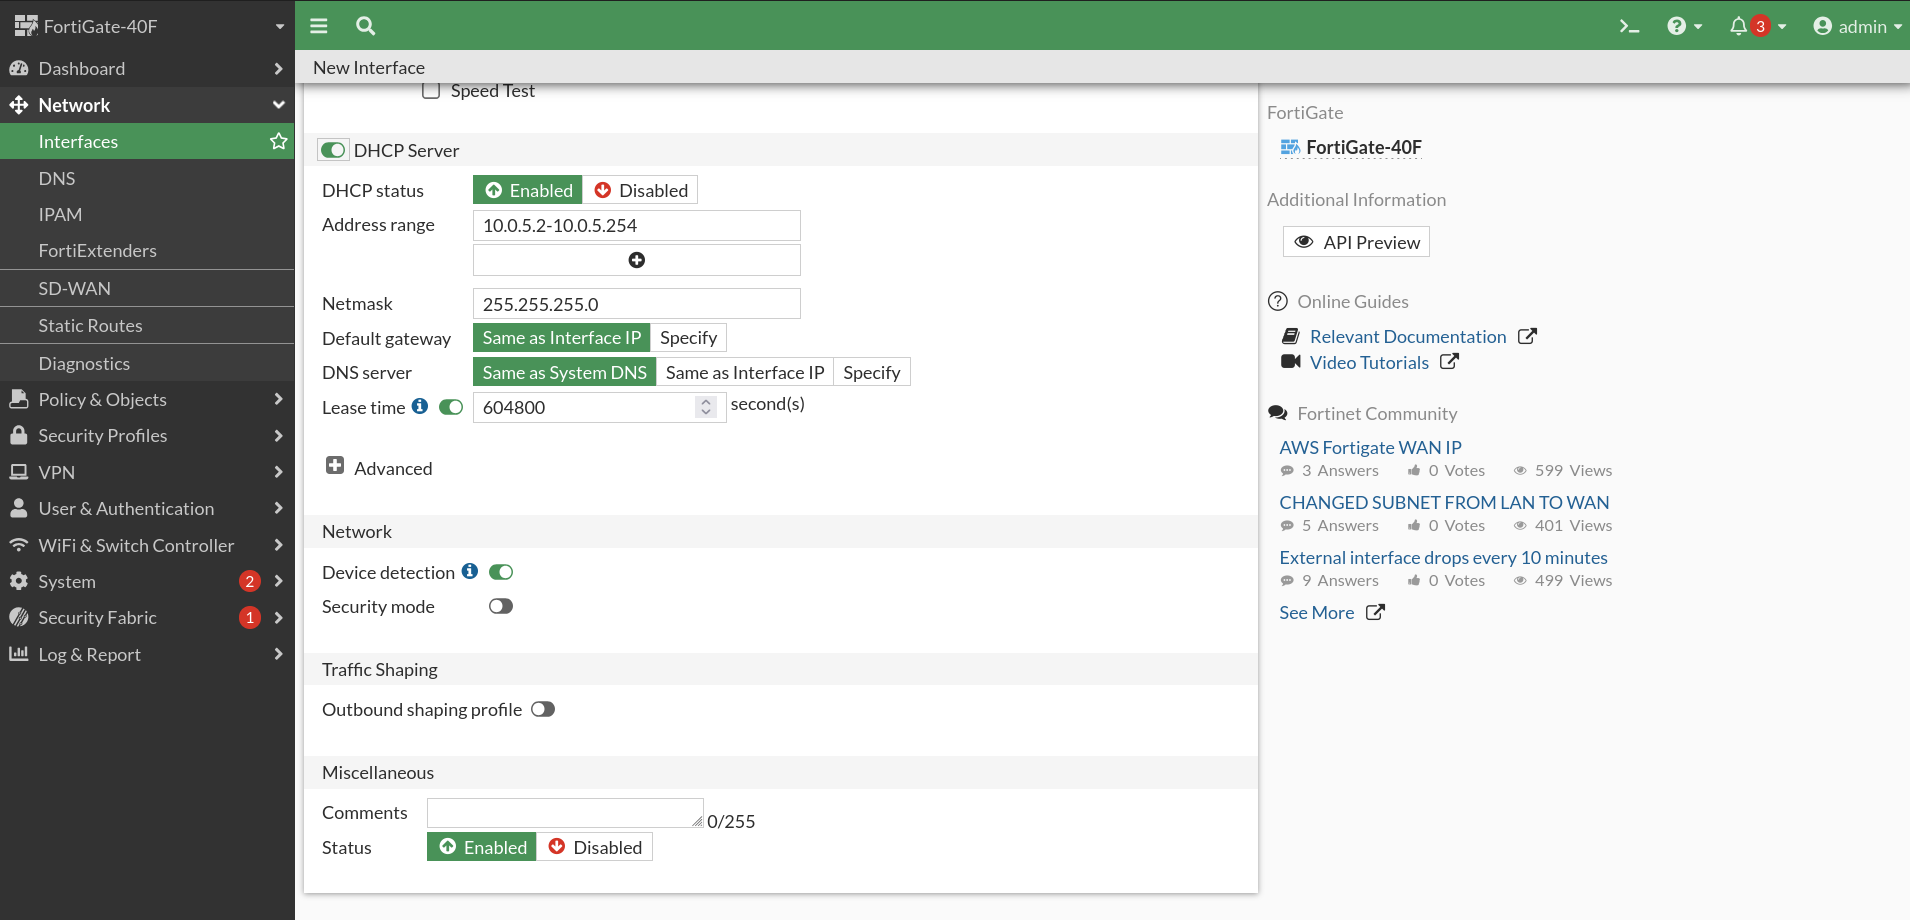 FortiGate-40F
3
admin
Dashboard
Network
Interfaces
DNS
IPAM
FortiExtenders
SD-WAN
Static Routes
Diagnostics
Policy & Objects
Security Profiles
VPN
User & Authentication
WiFi & Switch Controller
System 2
Security Fabric 1
Log & Report
New Interface
Speed Test
DHCP Server
DHCP status Enabled Disabled
Address range 10.0.5.2-10.0.5.254
Netmask 255.255.255.0
Default gateway Same as Interface IP Specify
DNS server Same as System DNS Same as Interface IP Specify
Lease time 604800 second(s)
Advanced
Network
Device detection
Security mode
Traffic Shaping
Outbound shaping profile
Miscellaneous
Comments 0/255
Status Enabled Disabled
FortiGate
FortiGate-40F
Additional Information
API Preview
Online Guides
Relevant Documentation
Video Tutorials
Fortinet Community
AWS Fortigate WAN IP
3 Answers 0 Votes 599 Views
CHANGED SUBNET FROM LAN TO WAN
5 Answers 0 Votes 401 Views
External interface drops every 10 minutes
9 Answers 0 Votes 499 Views
See More